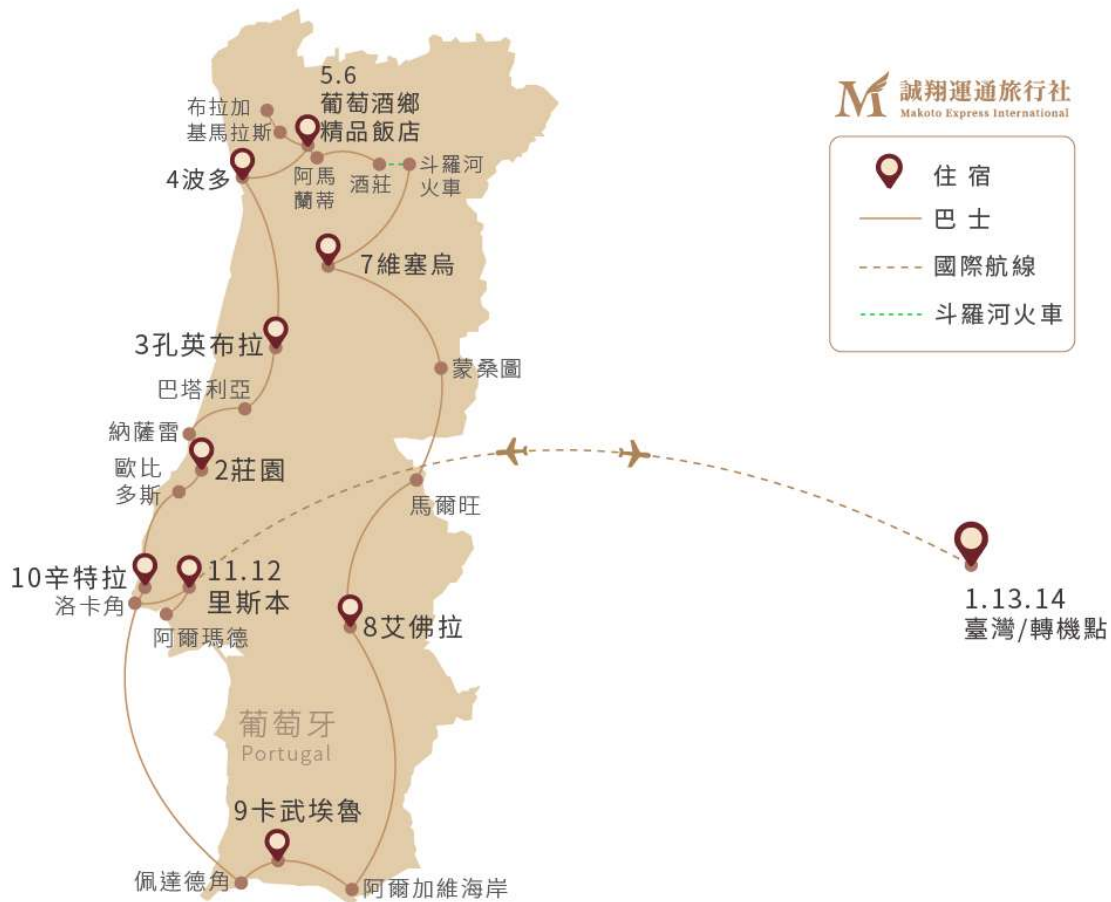 5.6
葡萄酒鄉
精品飯店
布拉加
基馬拉斯
4波多
阿馬
蘭蒂
酒莊
斗羅河
火車
7維塞烏
3孔英布拉
巴塔利亞
蒙桑圖
納薩雷
歐比
多斯
2莊園
馬爾旺
10辛特拉
洛卡角
11.12
里斯本
阿爾瑪德
8艾佛拉
葡萄牙
Portugal
9卡武埃魯
佩達德角
阿爾加維海岸
誠翔運通旅行社
Makoto Express International
住宿
巴士
國際航線
斗羅河火車
1.13.14
臺灣/轉機點